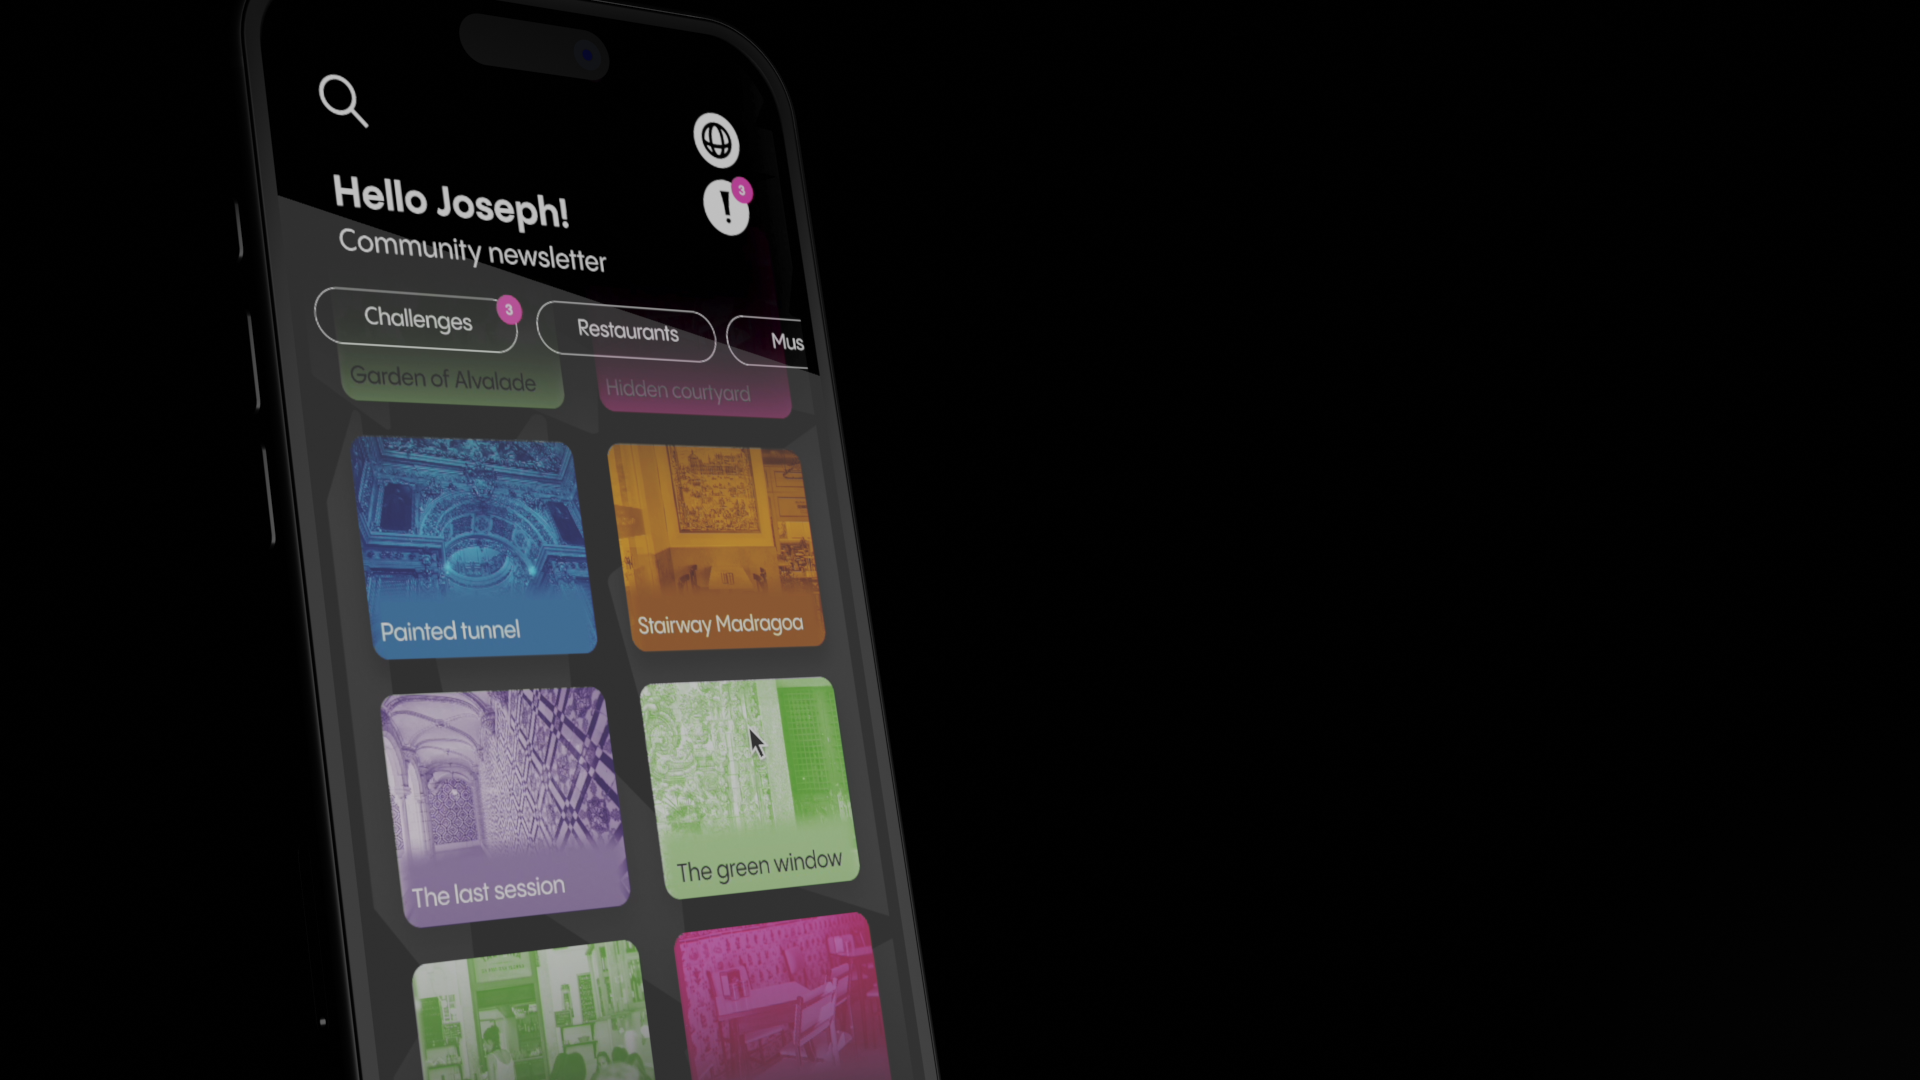 Hello Joseph!
3
Community newsletter
Challenges
3
Restaurants
Mus
Garden of Alvalade
Hidden courtyard
Painted tunnel
Stairway Madragoa
The last session
The green window